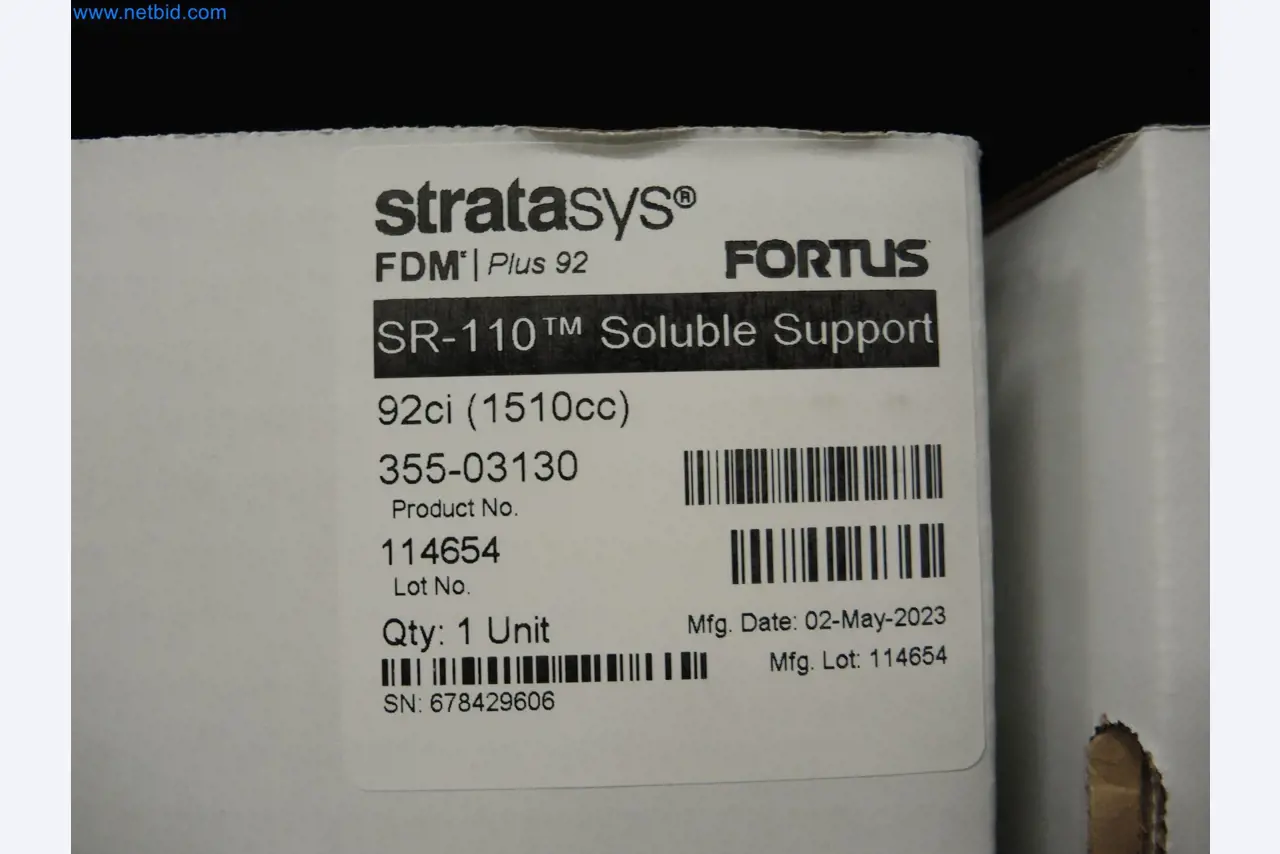 www.netbid.com
stratasys®
FDM® | Plus 92
FORTUS
SR-110™ Soluble Support
92ci (1510cc)
355-03130
Product No.
114654
Lot No.
Qty: 1 Unit
Mfg. Date: 02-May-2023
Mfg. Lot: 114654
SN: 678429606